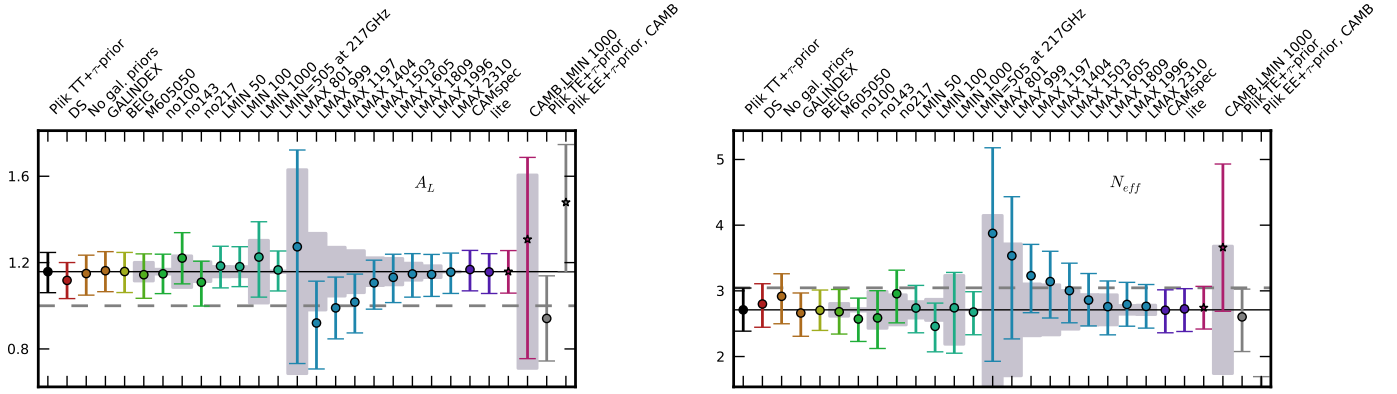 Plik TT+τ-prior
DS
No gal. priors
GALINDEX
BEIG
M605050
no100
no143
no217
LMIN 50
LMIN 100
LMIN 1000
LMIN=505 at 217GHz
LMAX 801
LMAX 999
LMAX 1197
LMAX 1404
LMAX 1503
LMAX 1605
LMAX 1809
LMAX 1996
LMAX 2310
CAMspec
lite
CAMB,LMIN 1000
Plik TE+τ-prior
Plik EE+τ-prior, CAMB
1.6
1.2
0.8
A_L
Plik TT+τ-prior
DS
No gal. priors
GALINDEX
BEIG
M605050
no100
no143
no217
LMIN 50
LMIN 100
LMIN 1000
LMIN=505 at 217GHz
LMAX 801
LMAX 999
LMAX 1197
LMAX 1404
LMAX 1503
LMAX 1605
LMAX 1809
LMAX 1996
LMAX 2310
CAMspec
lite
CAMB,LMIN 1000
Plik TE+τ-prior
Plik EE+τ-prior, CAMB
5
4
3
2
N_eff